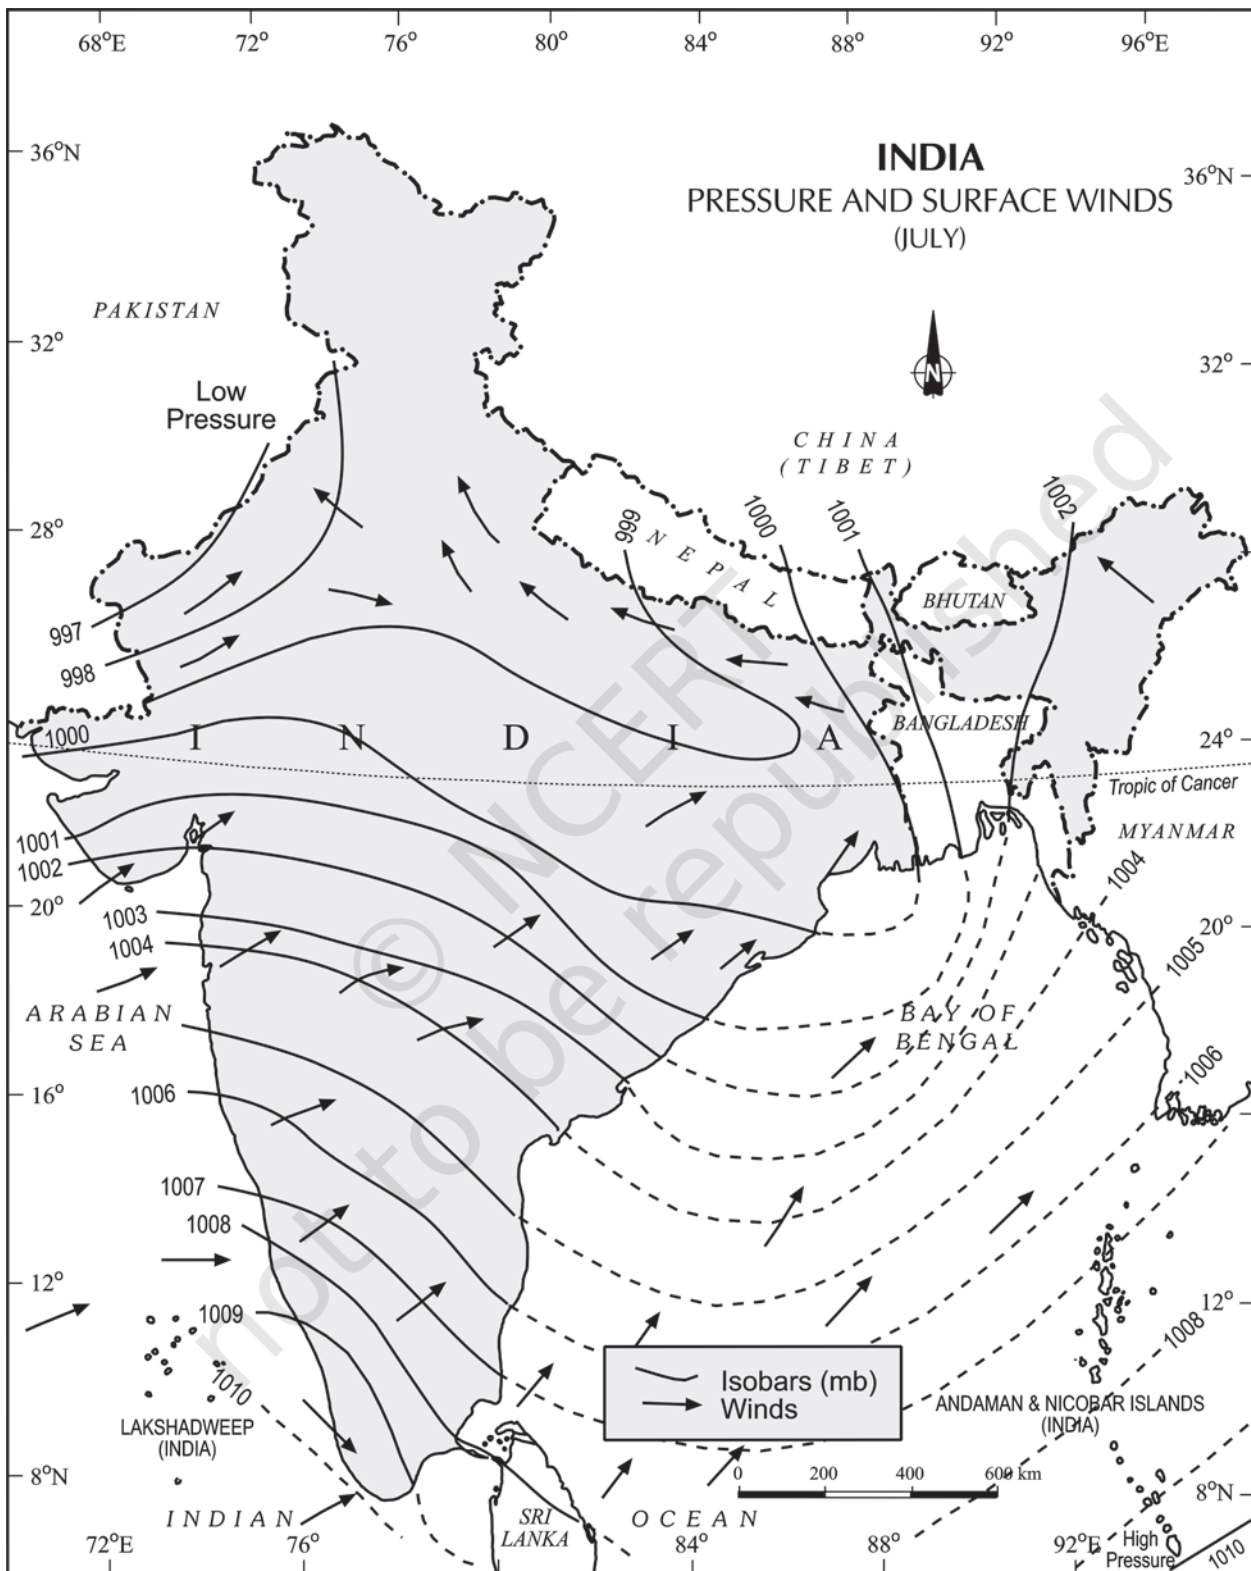 68°E 72° 76° 80° 84° 88° 92° 96°E
36°N
INDIA
PRESSURE AND SURFACE WINDS
(JULY)
36°N
PAKISTAN
32°
32°
N
Low
Pressure
CHINA
(TIBET)
28°
999
1000
1001
1002
NEPAL
BHUTAN
997
998
1000
INDIA
BANGLADESH
24°
Tropic of Cancer
MYANMAR
1001
1002
1003
1004
20°
1004
20°
1005
ARABIAN
SEA
BAY OF
BENGAL
16°
1006
1006
1007
1008
12°
1009
12°
1008
1010
Isobars (mb)
Winds
LAKSHADWEEP
(INDIA)
ANDAMAN & NICOBAR ISLANDS
(INDIA)
8°N
0 200 400 600 km
8°N
INDIAN OCEAN
SRI
LANKA
High
Pressure
1010
72°E 76° 84° 88° 92°E
© NCERT
not to be republished